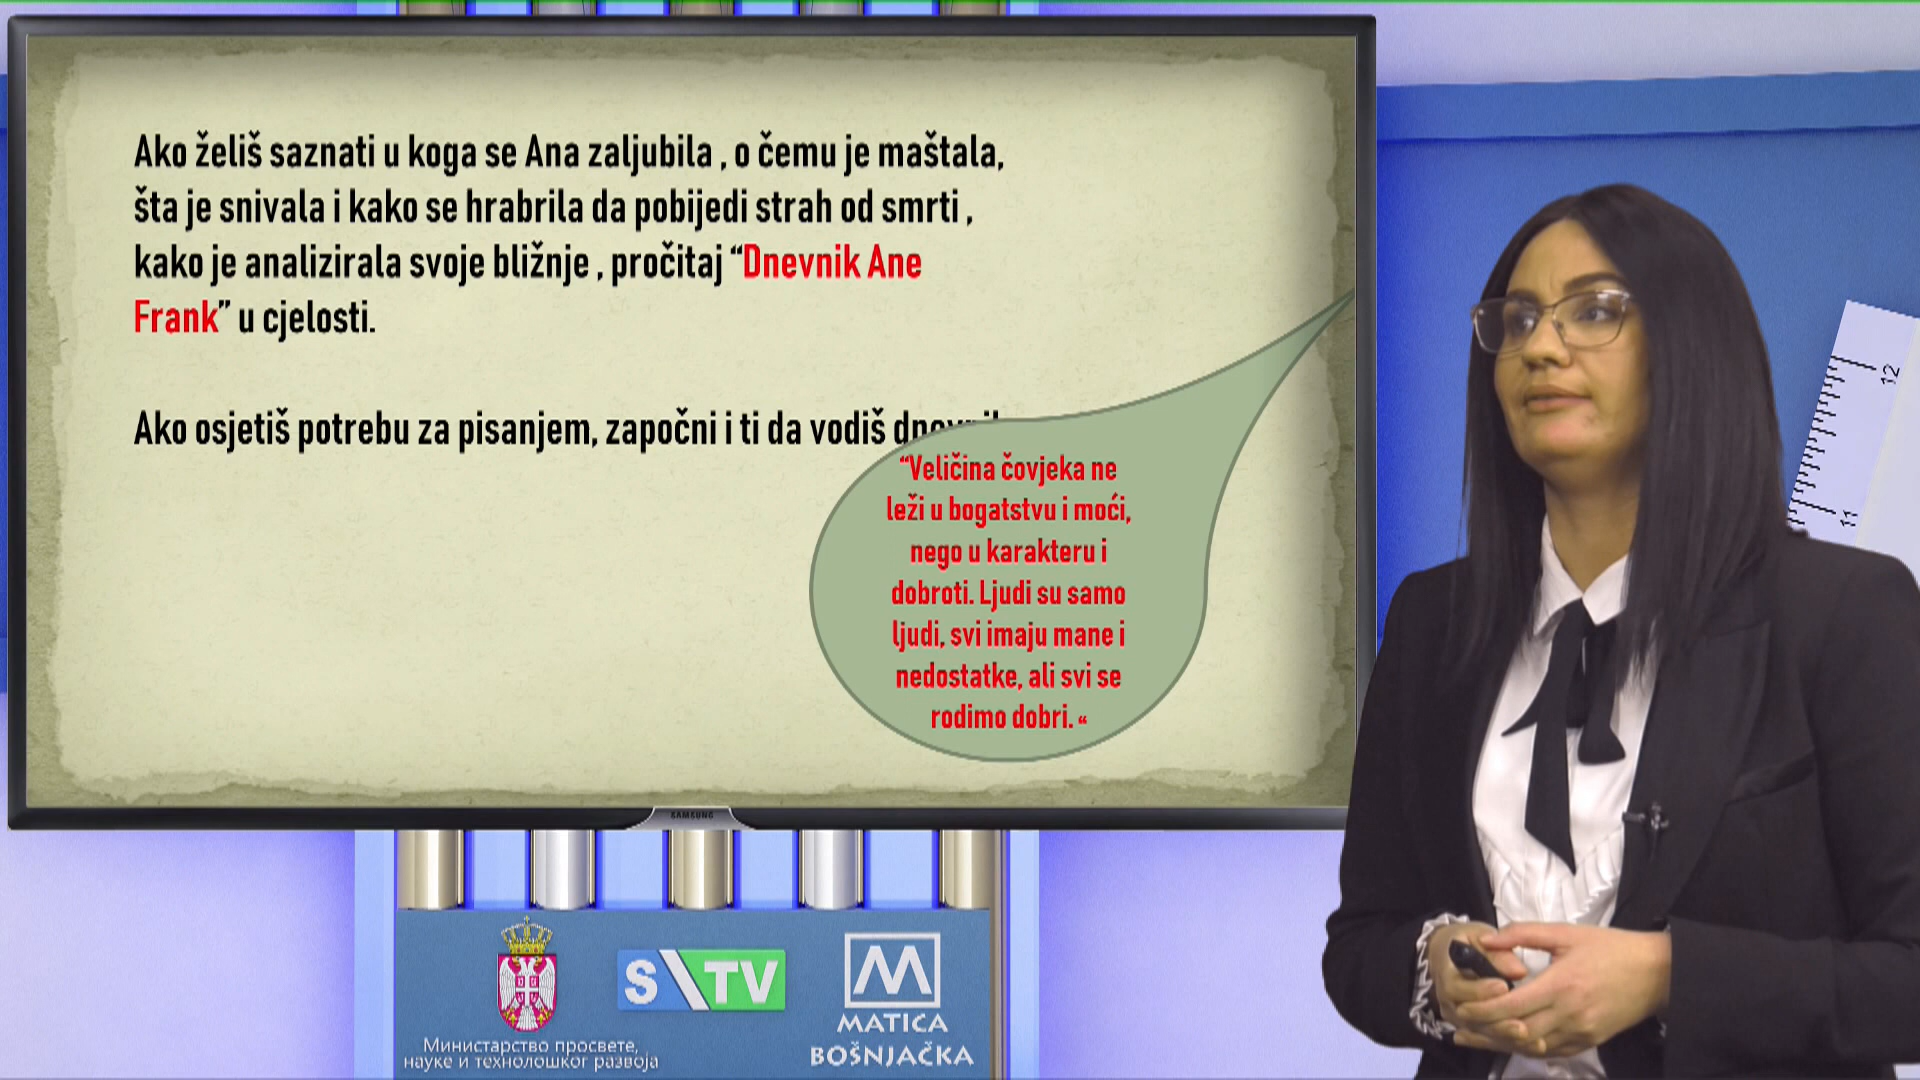 Ako želiš saznati u koga se Ana zaljubila , o čemu je maštala,
šta je snivala i kako se hrabrila da pobijedi strah od smrti ,
kako je analizirala svoje bližnje , pročitaj “Dnevnik Ane
Frank” u cjelosti.
Ako osjetiš potrebu za pisanjem, započni i ti da vodiš
“Veličina čovjeka ne
leži u bogatstvu i moći,
nego u karakteru i
dobroti. Ljudi su samo
ljudi, svi imaju mane i
nedostatke, ali svi se
rodimo dobri. “
SAMSUNG
12
11
S TV
Министарство просвете,
науке и технолошког развоја
M
MATICA
BOŠNJAČKA